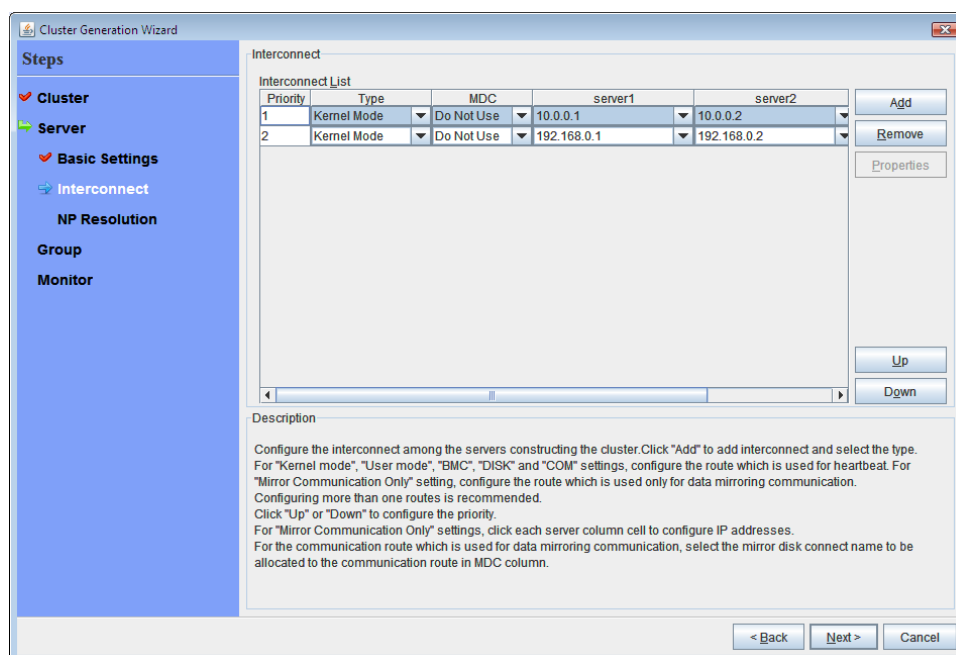 Cluster Generation Wizard
Steps
Cluster
Server
Basic Settings
Interconnect
NP Resolution
Group
Monitor
Interconnect
Interconnect List
Priority Type MDC server1 server2
1 Kernel Mode Do Not Use 10.0.0.1 10.0.0.2
2 Kernel Mode Do Not Use 192.168.0.1 192.168.0.2
Add
Remove
Properties
Up
Down
Description
Configure the interconnect among the servers constructing the cluster.Click "Add" to add interconnect and select the type.
For "Kernel mode", "User mode", "BMC", "DISK" and "COM" settings, configure the route which is used for heartbeat. For
"Mirror Communication Only" setting, configure the route which is used only for data mirroring communication.
Configuring more than one routes is recommended.
Click "Up" or "Down" to configure the priority.
For "Mirror Communication Only" settings, click each server column cell to configure IP addresses.
For the communication route which is used for data mirroring communication, select the mirror disk connect name to be
allocated to the communication route in MDC column.
< Back Next > Cancel